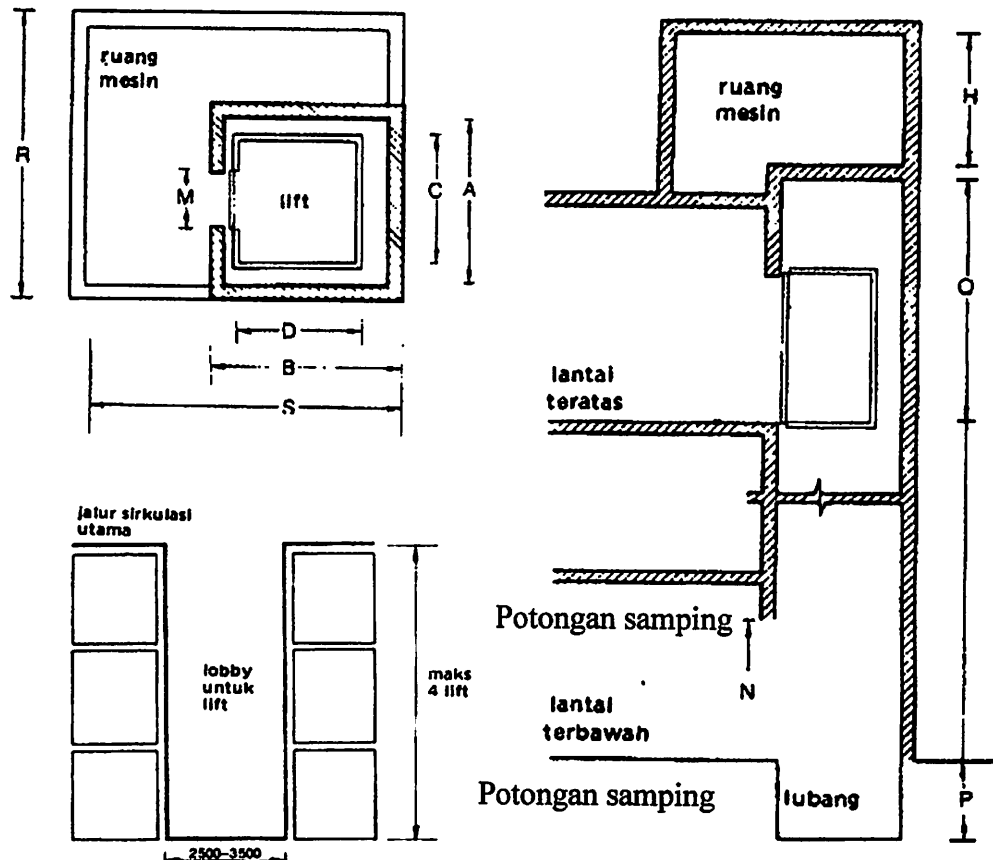 ruang
mesin
R
M
lift
C
A
D
B
S
ruang
mesin
H
O
lantai
teratas
jalur sirkulasi
utama
lobby
untuk
lift
maks
4 lift
2500-3500
Potongan samping
N
lantai
terbawah
Potongan samping
lubang
P